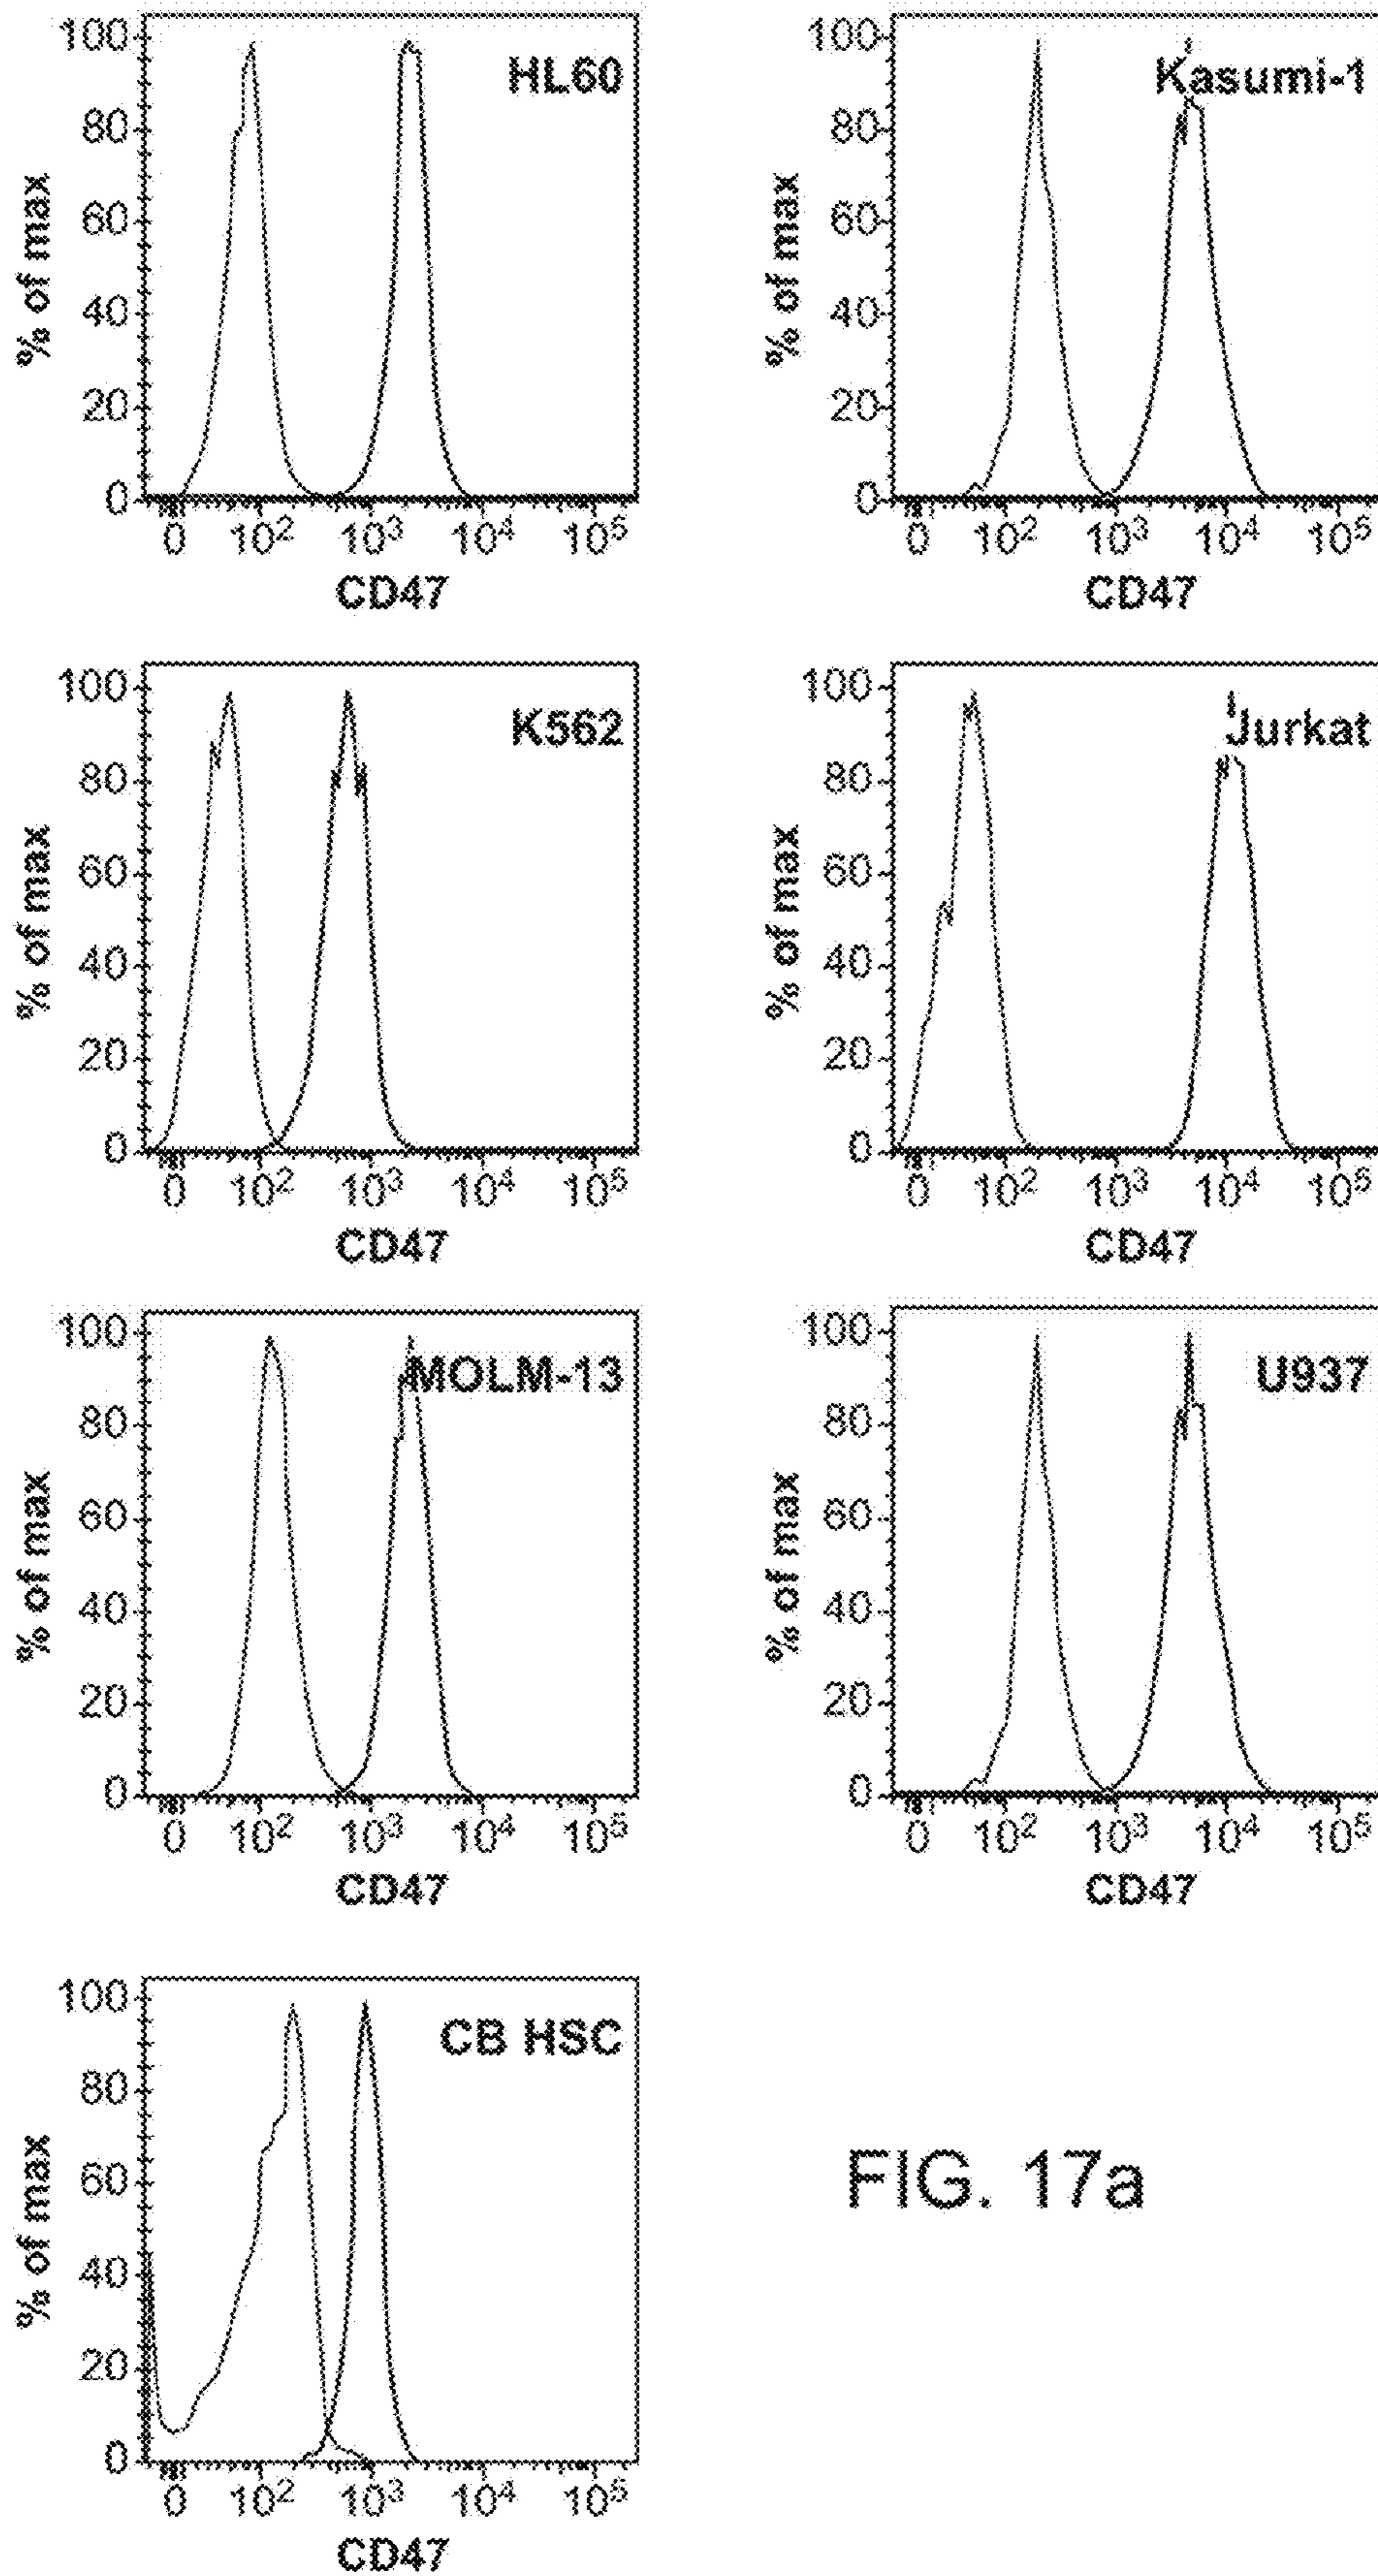 HL60
% of max
100
80
60
40
20
0
0 10² 10³ 10⁴ 10⁵
CD47
Kasumi-1
% of max
100
80
60
40
20
0
0 10² 10³ 10⁴ 10⁵
CD47
K562
% of max
100
80
60
40
20
0
0 10² 10³ 10⁴ 10⁵
CD47
Jurkat
% of max
100
80
60
40
20
0
0 10² 10³ 10⁴ 10⁵
CD47
MOLM-13
% of max
100
80
60
40
20
0
0 10² 10³ 10⁴ 10⁵
CD47
U937
% of max
100
80
60
40
20
0
0 10² 10³ 10⁴ 10⁵
CD47
CB HSC
% of max
100
80
60
40
20
0
0 10² 10³ 10⁴ 10⁵
CD47
FIG. 17a